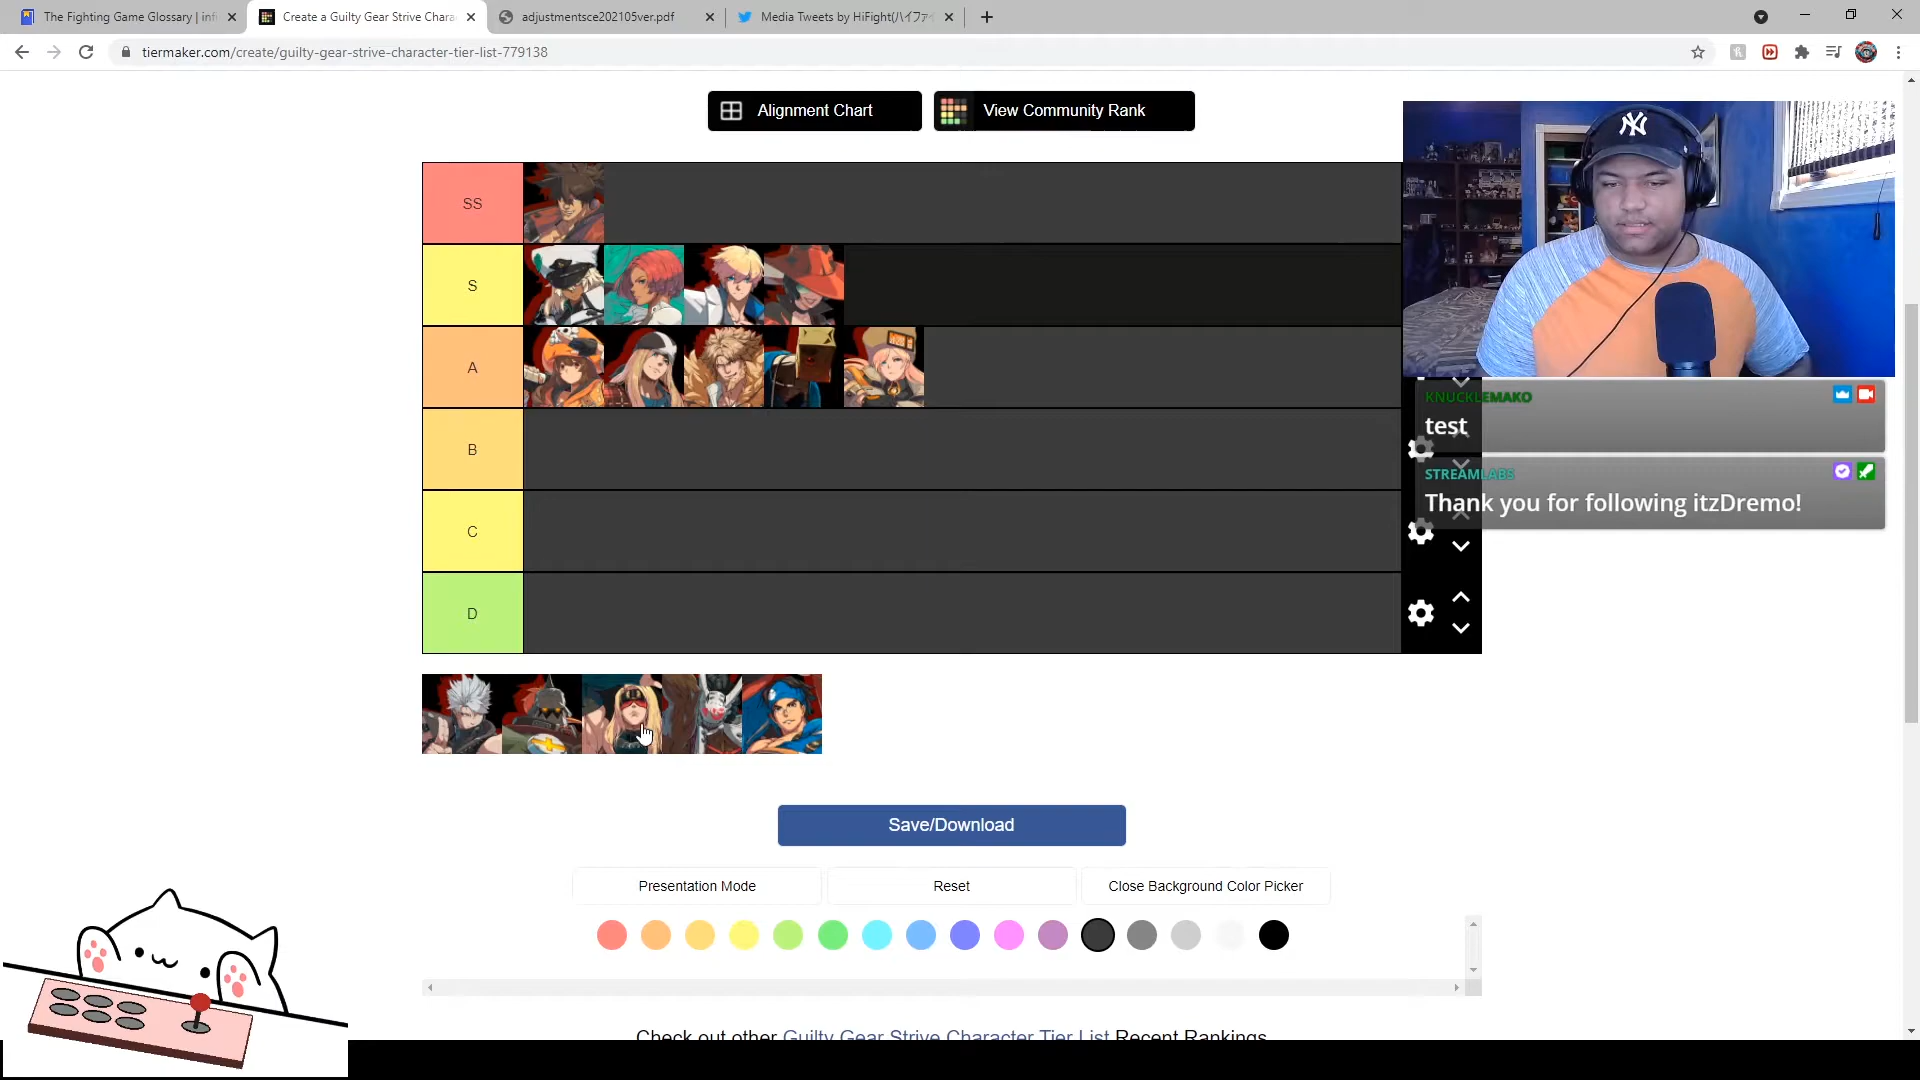 The Fighting Game Glossary | infi
Create a Guilty Gear Strive Chara
adjustmentsce202105ver.pdf
Media Tweets by HiFight(ハイファイ
tiermaker.com/create/guilty-gear-strive-character-tier-list-779138
Alignment Chart
View Community Rank
SS
S
A
B
C
D
NY
KNUCKLEMAKO
test
STREAMLABS
Thank you for following itzDremo!
Save/Download
Presentation Mode
Reset
Close Background Color Picker
Check out other Guilty Gear Strive Character Tier List Recent Rankings